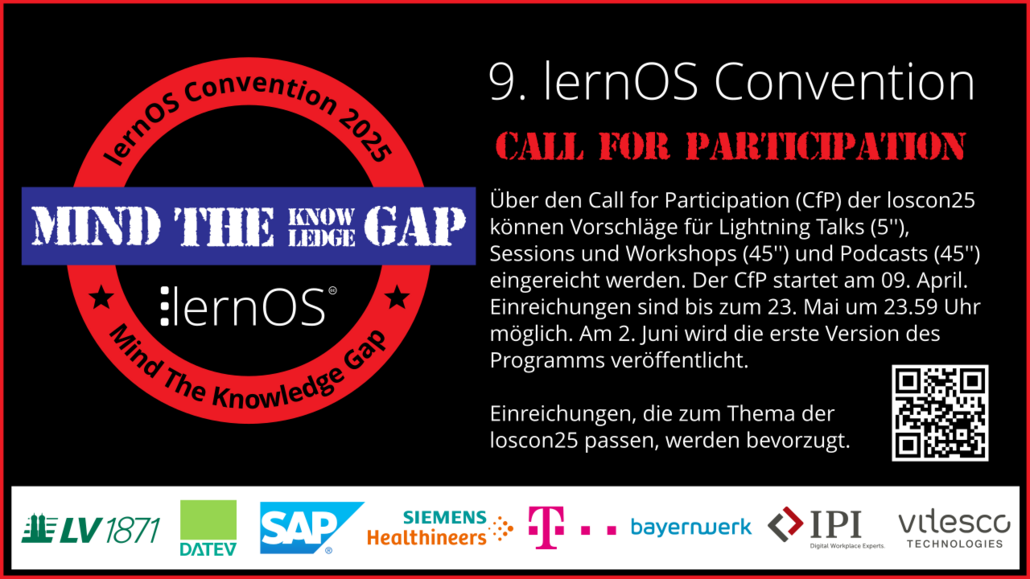 lernOS Convention 2025
MIND THE KNOW LEDGE GAP
lernOS
Mind The Knowledge Gap
9. lernOS Convention
CALL FOR PARTICIPATION
Über den Call for Participation (CfP) der loscon25
können Vorschläge für Lightning Talks (5''),
Sessions und Workshops (45'') und Podcasts (45'')
eingereicht werden. Der CfP startet am 09. April.
Einreichungen sind bis zum 23. Mai um 23.59 Uhr
möglich. Am 2. Juni wird die erste Version des
Programms veröffentlicht.
Einreichungen, die zum Thema der
loscon25 passen, werden bevorzugt.
LV 1871
DATEV
SAP®
SIEMENS
Healthineers
T
bayernwerk
IPI
Digital Workplace Experts.
vitesco
TECHNOLOGIES